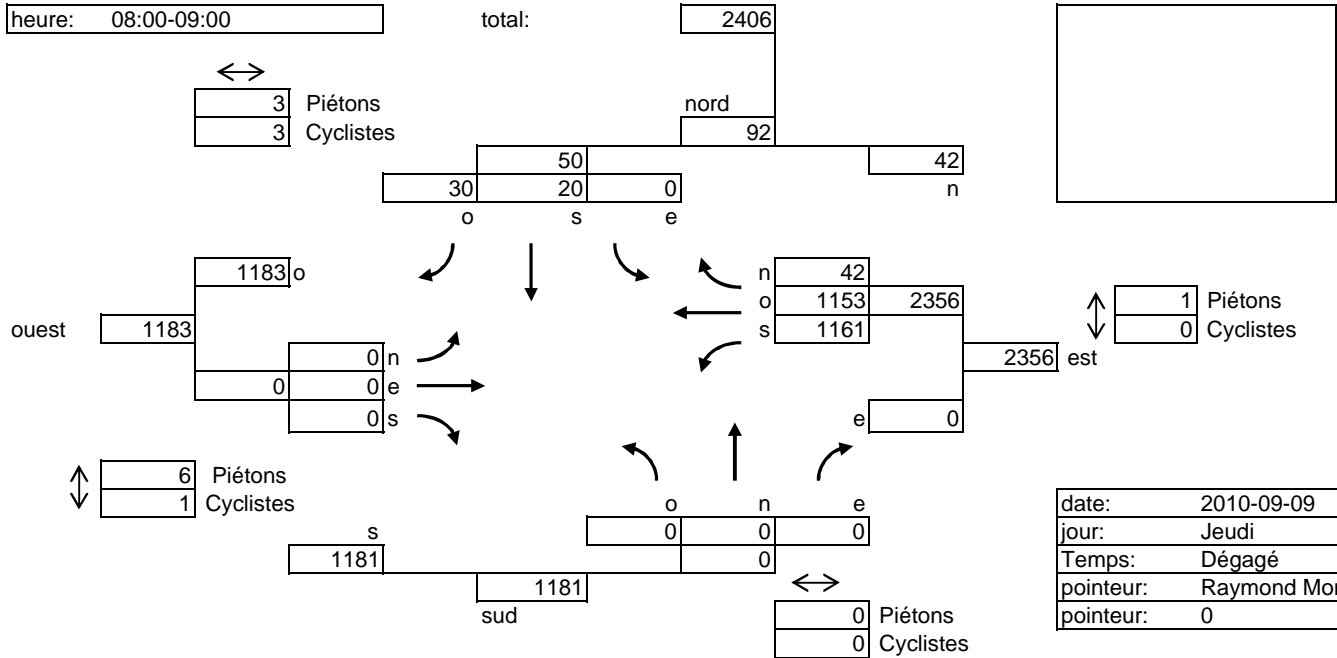 heure: 08:00-09:00 total: 2406
3 Piétons nord
3 Cyclistes 92
50 42
30 20 0 n
o s e
1183 o n 42
o 1153 2356 1 Piétons
ouest 1183 s 1161 0 Cyclistes
0 n 2356 est
0 0 e
0 s e 0
6 Piétons
1 Cyclistes o n e date: 2010-09-09
s 0 0 0 jour: Jeudi
1181 0 Temps: Dégagé
1181 pointeur: Raymond
sud 0 Piétons pointeur: 0
0 Cyclistes